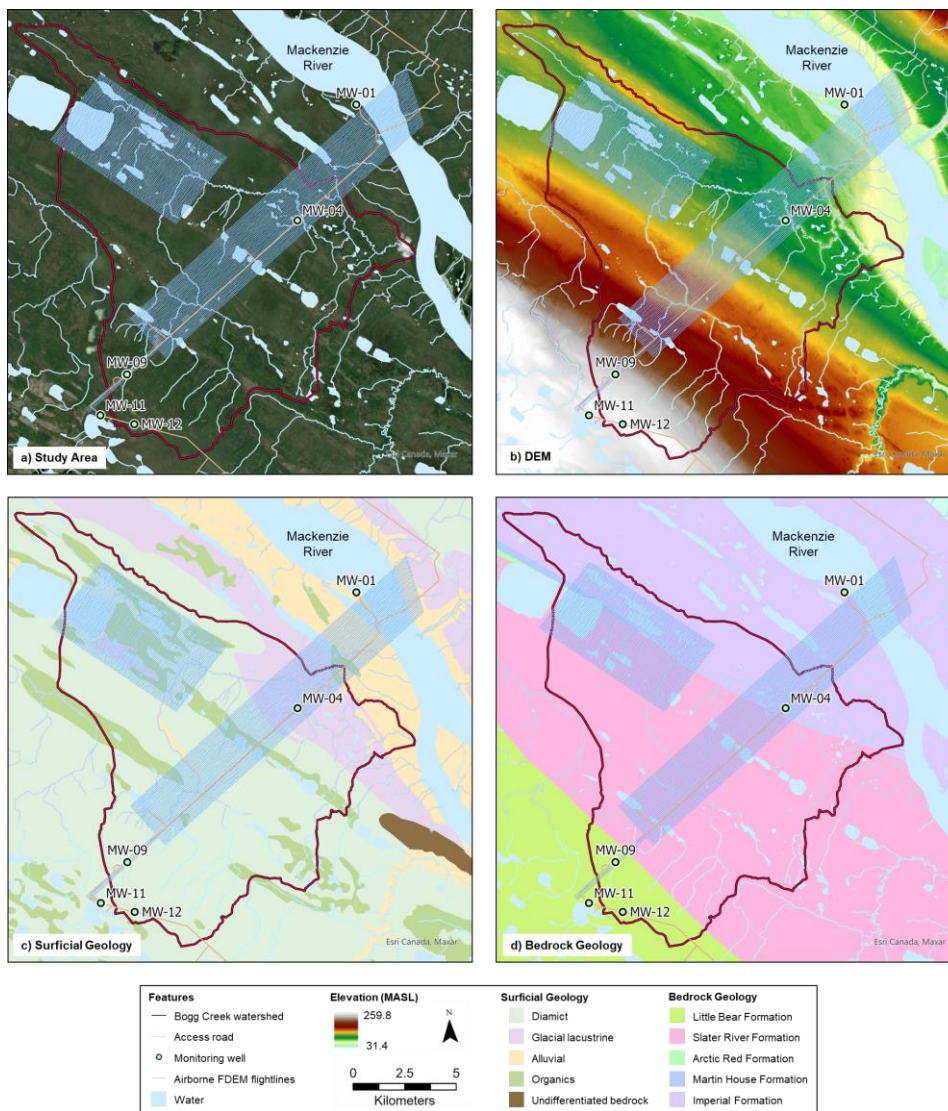 Mackenzie
River
MW-01
MW-04
MW-09
MW-11
MW-12
a) Study Area
Esri Canada, Maxar
Mackenzie
River
MW-01
MW-04
MW-09
MW-11
MW-12
b) DEM
Esri Canada, Maxar
Mackenzie
River
MW-01
MW-04
MW-09
MW-11
MW-12
c) Surficial Geology
Esri Canada, Maxar
Mackenzie
River
MW-01
MW-04
MW-09
MW-11
MW-12
d) Bedrock Geology
Esri Canada, Maxar
Features
Bogg Creek watershed
Access road
Monitoring well
Airborne FDEM flightlines
Water
Elevation (MASL)
259.8
31.4
N
0 2.5 5
Kilometers
Surficial Geology
Diamict
Glacial lacustrine
Alluvial
Organics
Undifferentiated bedrock
Bedrock Geology
Little Bear Formation
Slater River Formation
Arctic Red Formation
Martin House Formation
Imperial Formation